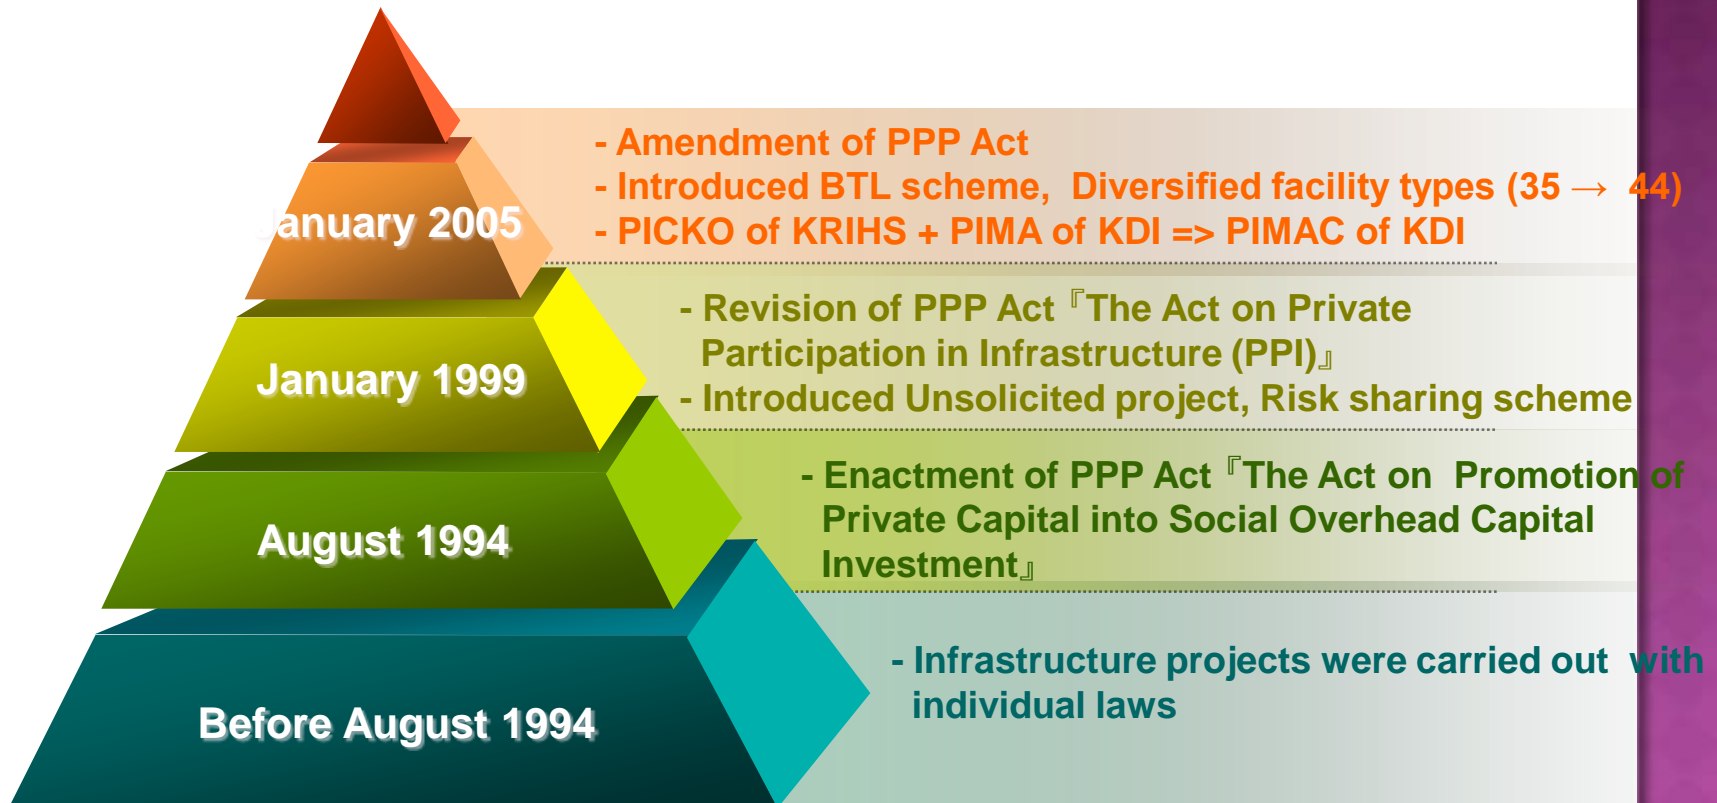 - Amendment of PPP Act
- Introduced BTL scheme, Diversified facility types (35 → 44)
- PICKO of KRIHS + PIMA of KDI => PIMAC of KDI
January 2005
- Revision of PPP Act『The Act on Private
Participation in Infrastructure (PPI)』
- Introduced Unsolicited project, Risk sharing scheme
January 1999
- Enactment of PPP Act『The Act on Promotion of
Private Capital into Social Overhead Capital
Investment』
August 1994
- Infrastructure projects were carried out with
individual laws
Before August 1994